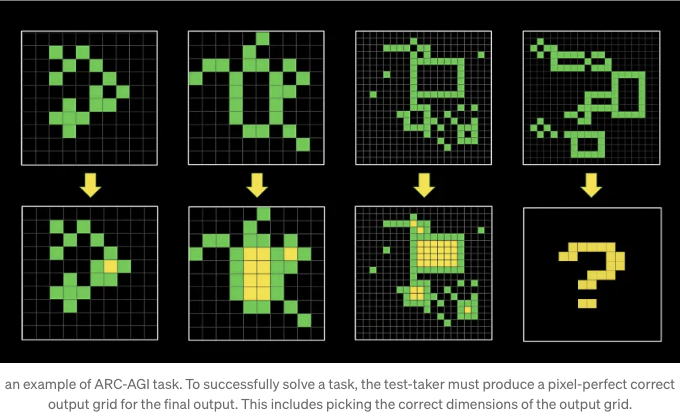 an example of ARC-AGI task. To successfully solve a task, the test-taker must produce a pixel-perfect correct
output grid for the final output. This includes picking the correct dimensions of the output grid.